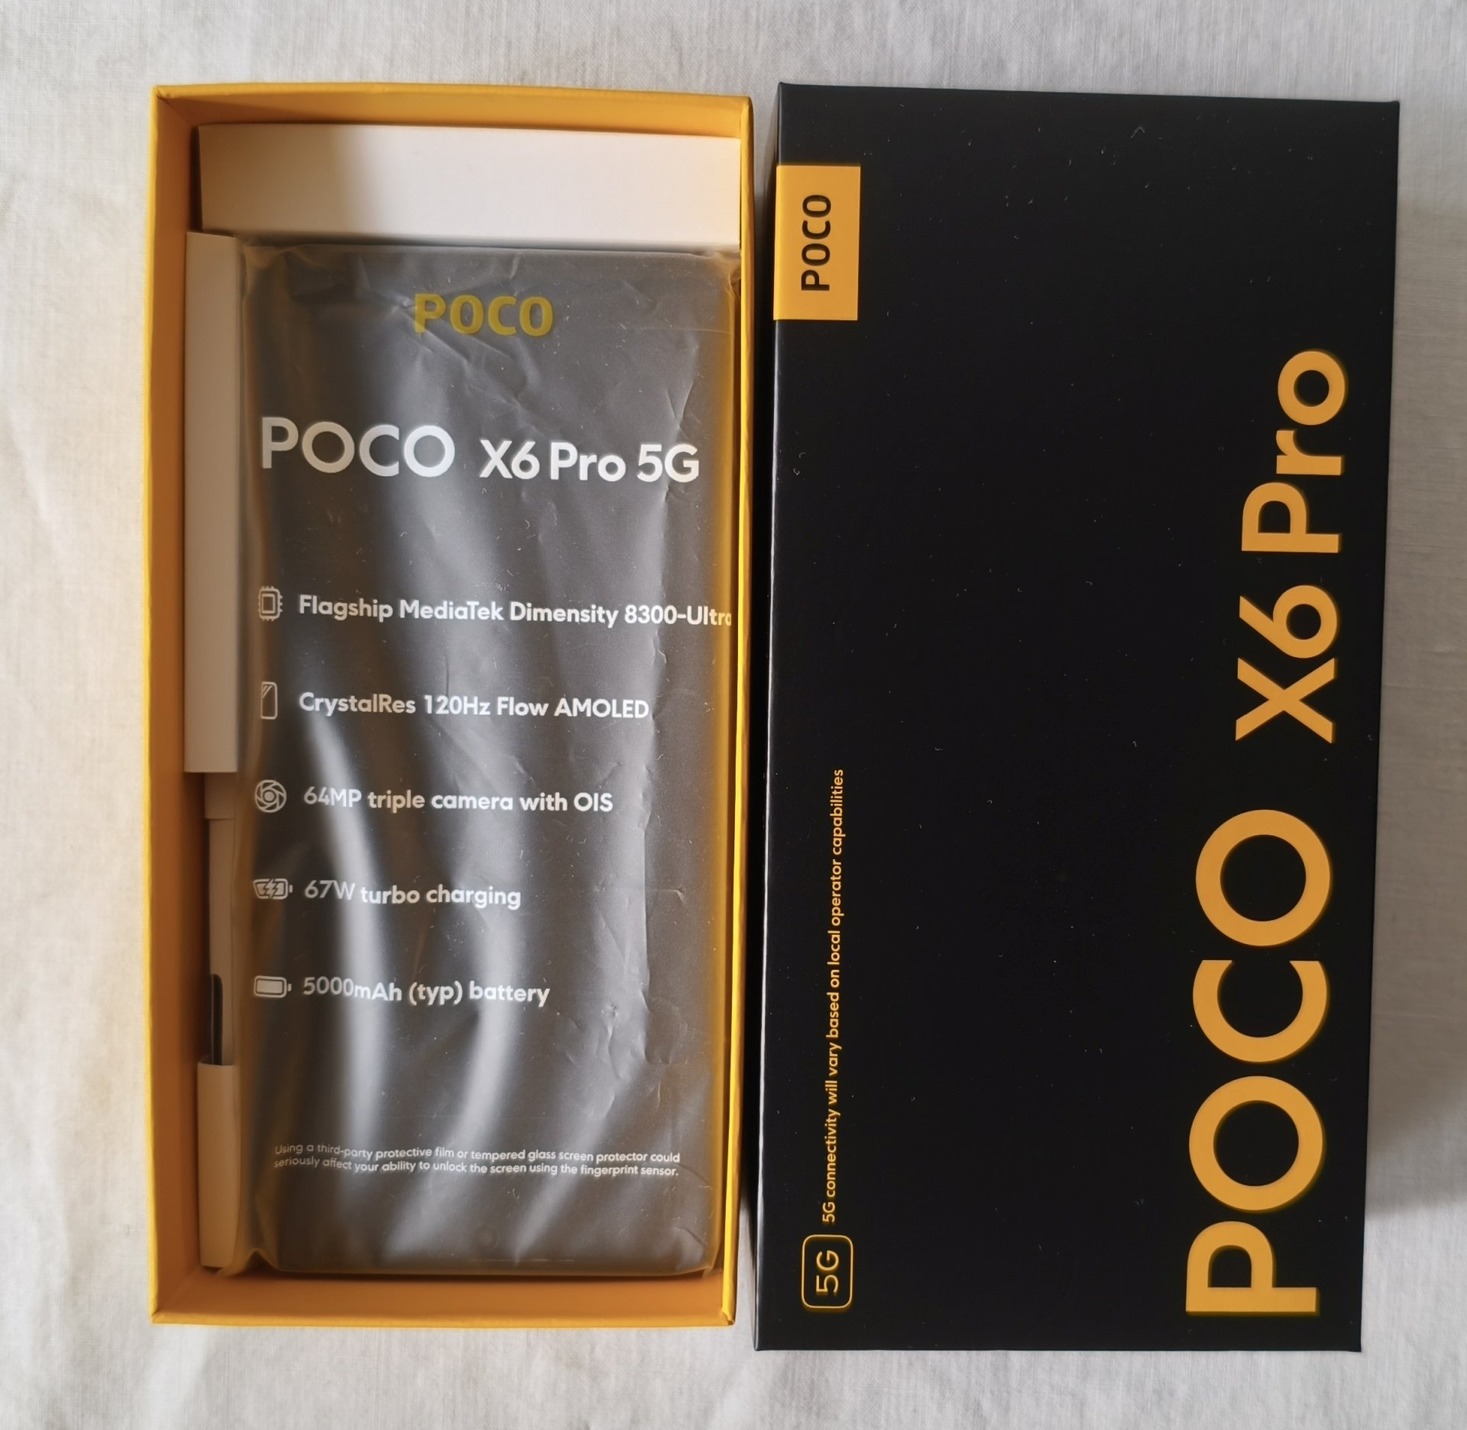 POCO
POCO X6 Pro 5G
Flagship MediaTek Dimensity 8300-Ultra
CrystalRes 120Hz Flow AMOLED
64MP triple camera with OIS
67W turbo charging
5000mAh (typ) battery
Using a third-party protective film or tempered glass screen protector could
seriously affect your ability to unlock the screen using the fingerprint sensor.
POCO
5G 5G connectivity will vary based on local operator capabilities
POCO X6 Pro